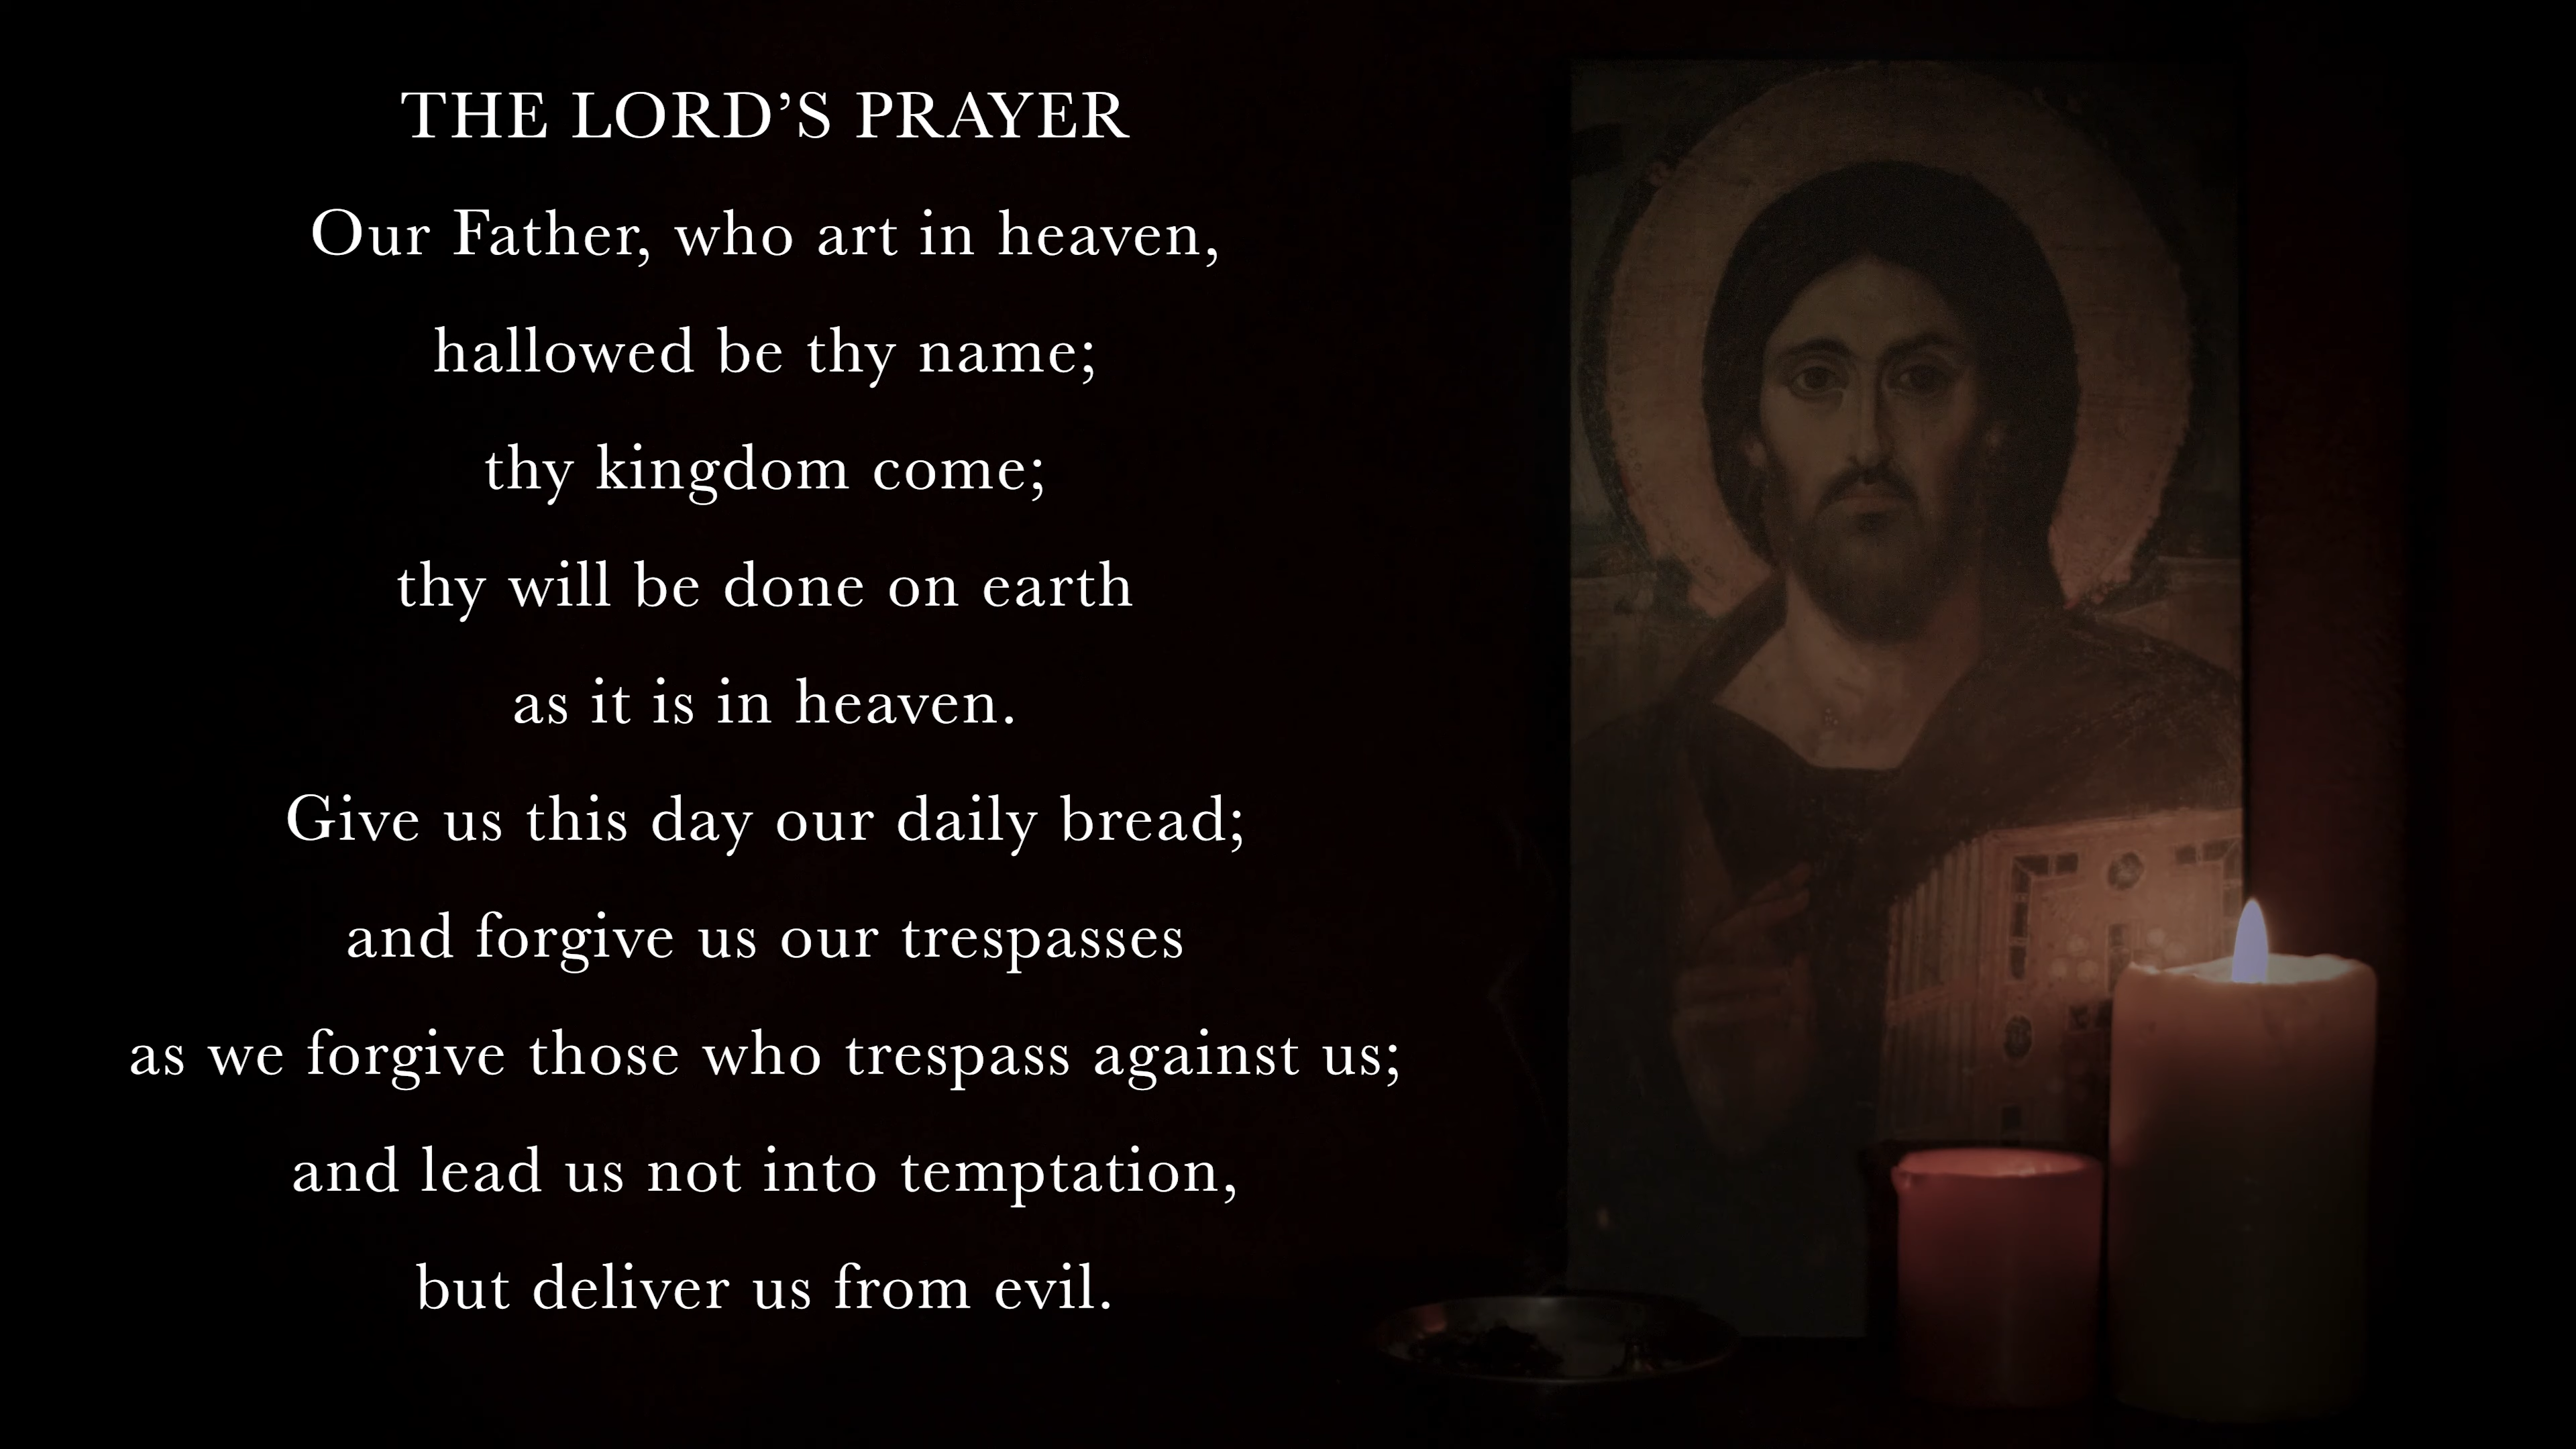 THE LORD’S PRAYER
Our Father, who art in heaven,
hallowed be thy name;
thy kingdom come;
thy will be done on earth
as it is in heaven.
Give us this day our daily bread;
and forgive us our trespasses
as we forgive those who trespass against us;
and lead us not into temptation,
but deliver us from evil.